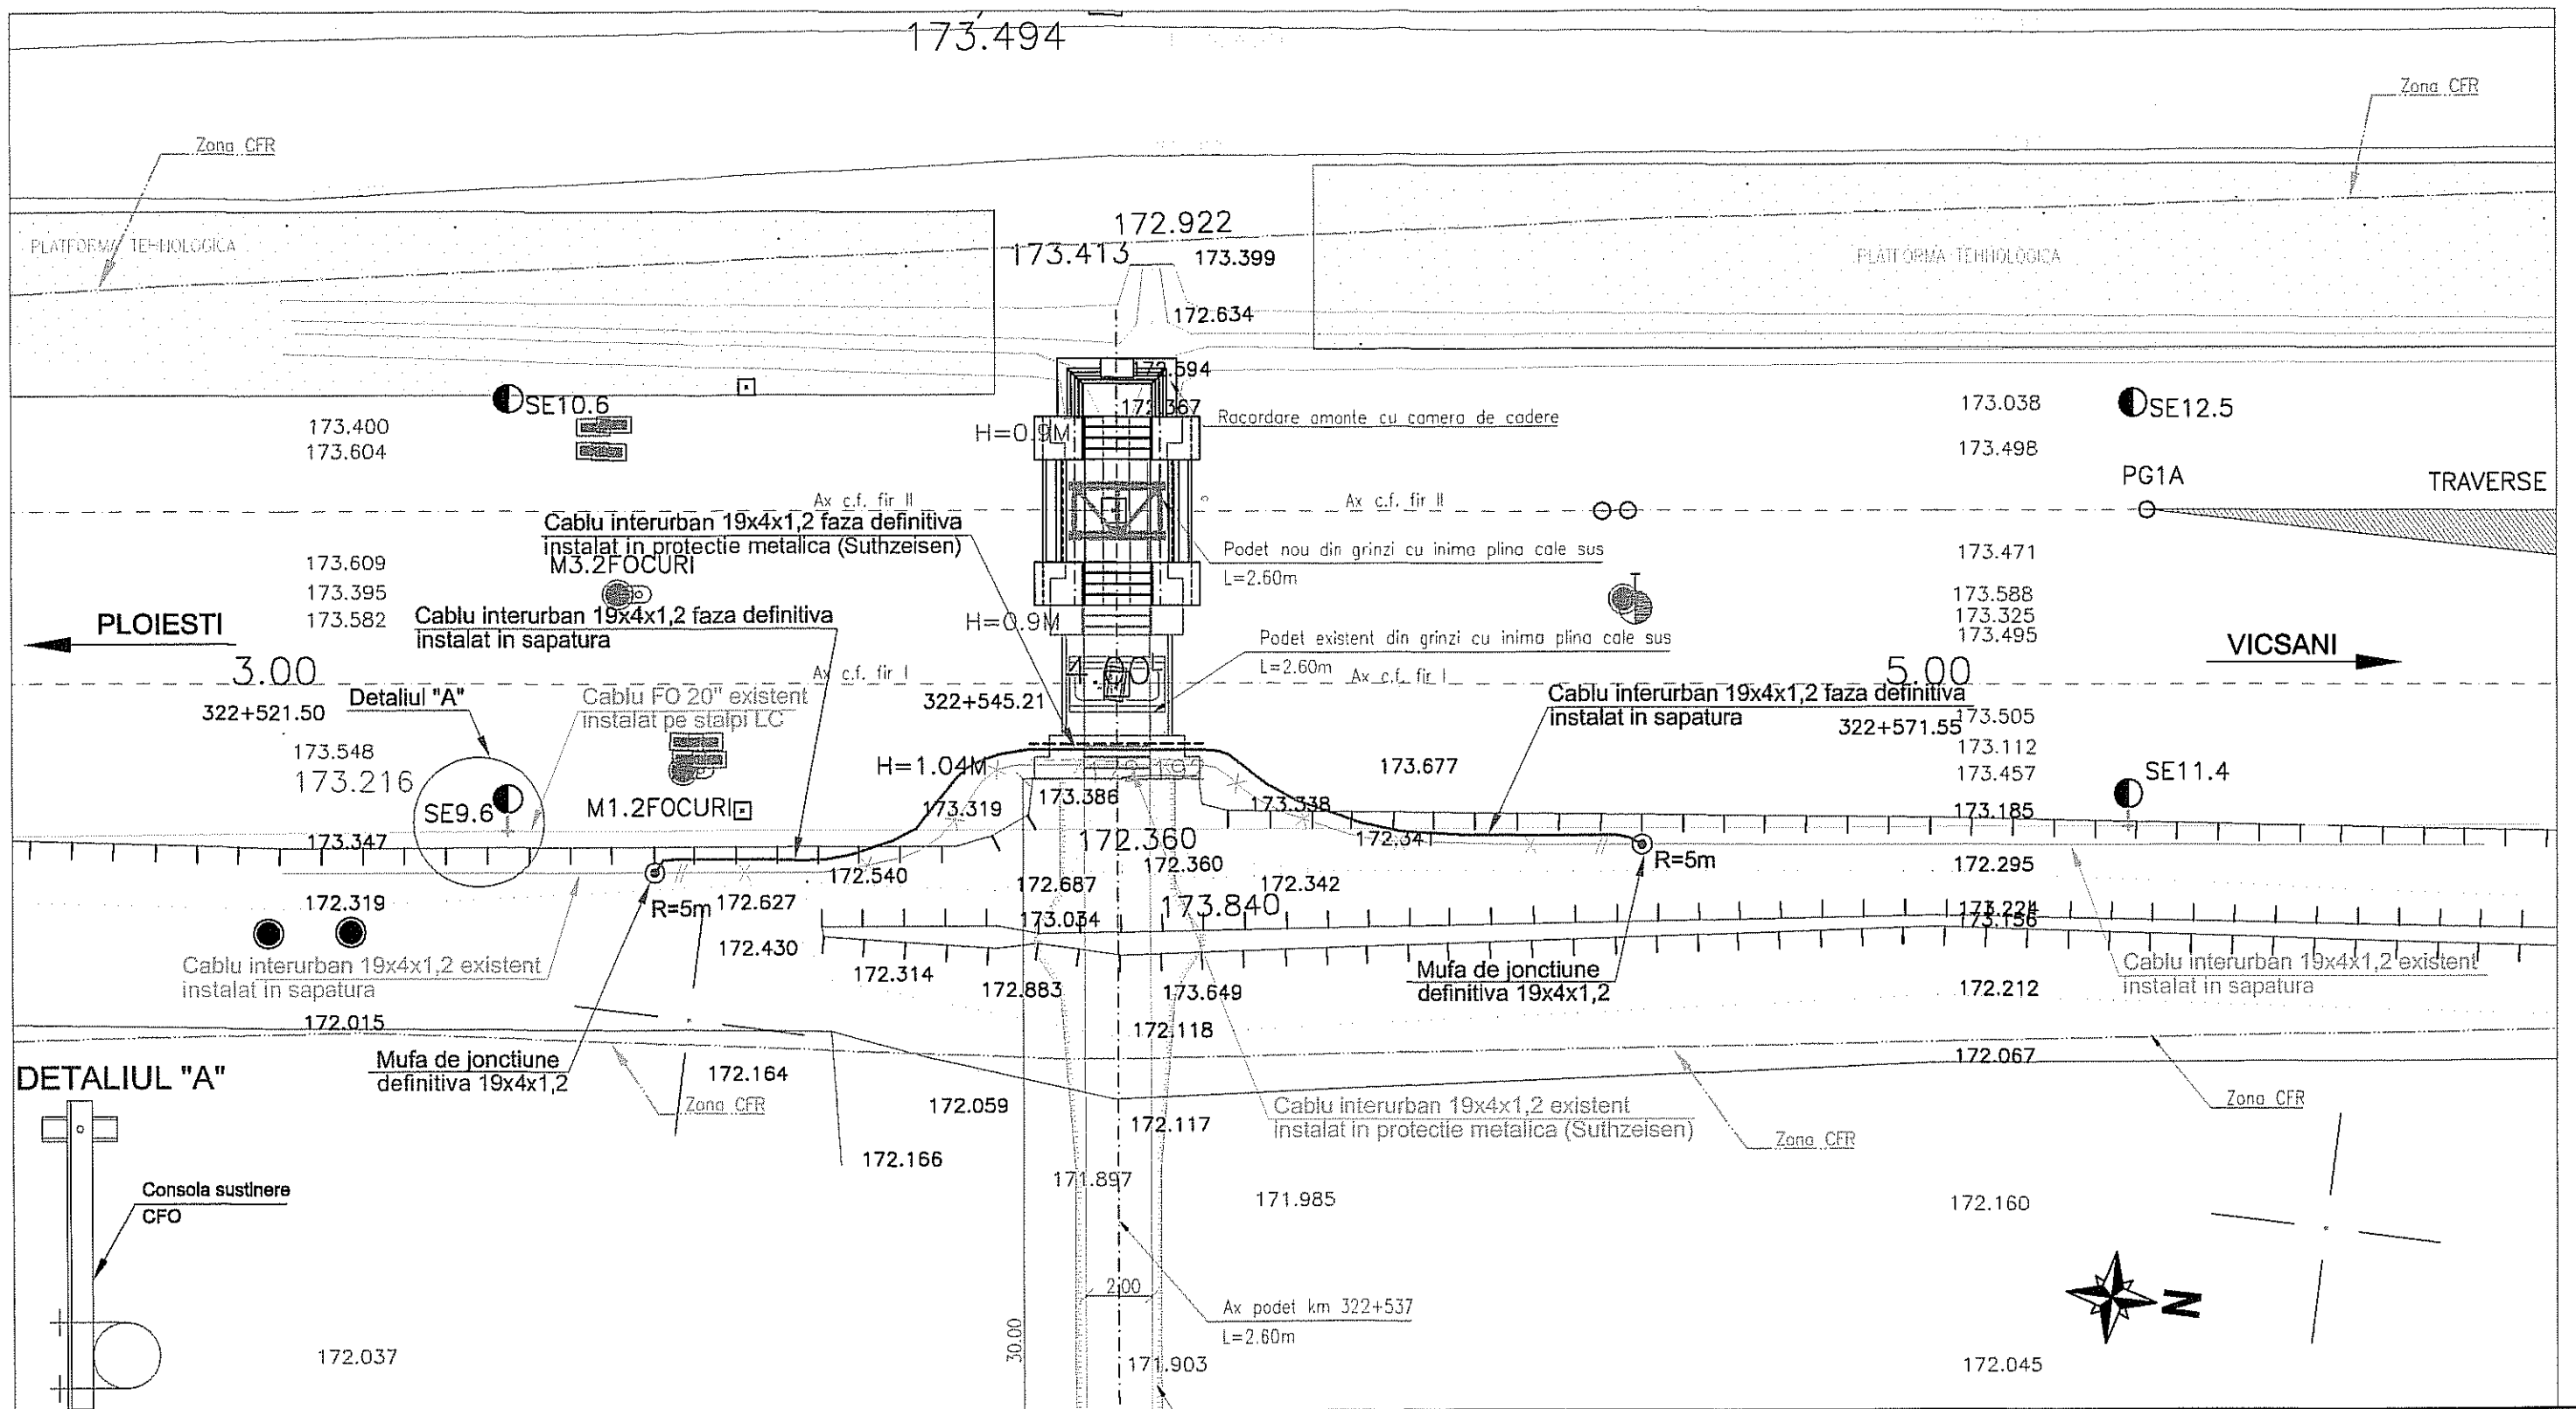 173.494
Zona CFR
Zona CFR
172.922
173.413
173.399
PLATFORMA TEHNOLOGICA
PLATFORMA TEHNOLOGICA
172.634
172.594
172.367
SE10.6
173.038
SE12.5
173.400
173.604
H=0.9M
Racordare amonte cu camera de cadere
173.498
PG1A
TRAVERSE
Ax c.f. fir II
Ax c.f. fir II
Cablu interurban 19x4x1,2 faza definitiva
instalat in protectie metalica (Suthzeisen)
M3.2FOCURI
Podet nou din grinzi cu inima plina cale sus
L=2.60m
173.471
173.609
173.395
173.582
173.588
173.325
173.495
PLOIESTI
Cablu interurban 19x4x1,2 faza definitiva
instalat in sapatura
H=0.9M
Podet existent din grinzi cu inima plina cale sus
L=2.60m
VICSANI
3.00
4.00
5.00
Ax c.f. fir I
Ax c.f. fir I
Detaliul "A"
Cablu FO 20" existent
instalat pe stalpi LC
322+521.50
322+545.21
Cablu interurban 19x4x1,2 faza definitiva
instalat in sapatura
322+571.55
173.505
173.548
173.216
H=1.04M
173.677
173.112
173.457
SE11.4
SE9.6
M1.2FOCURI
173.319
173.386
173.338
173.185
173.347
172.360
172.341
172.540
172.360
R=5m
172.295
172.687
172.342
172.319
R=5m
172.627
173.034
173.840
173.224
173.156
172.430
Cablu interurban 19x4x1,2 existent
instalat in sapatura
172.314
172.883
173.649
Mufa de jonctiune
definitiva 19x4x1,2
172.212
Cablu interurban 19x4x1,2 existent
instalat in sapatura
172.015
172.118
172.067
Mufa de jonctiune
definitiva 19x4x1,2
DETALIUL "A"
172.164
Zona CFR
172.059
172.117
Cablu interurban 19x4x1,2 existent
instalat in protectie metalica (Suthzeisen)
Zona CFR
Zona CFR
172.166
171.897
171.985
172.160
Consola sustinere
CFO
2.00
Ax podet km 322+537
L=2.60m
N
30.00
172.037
171.903
172.045